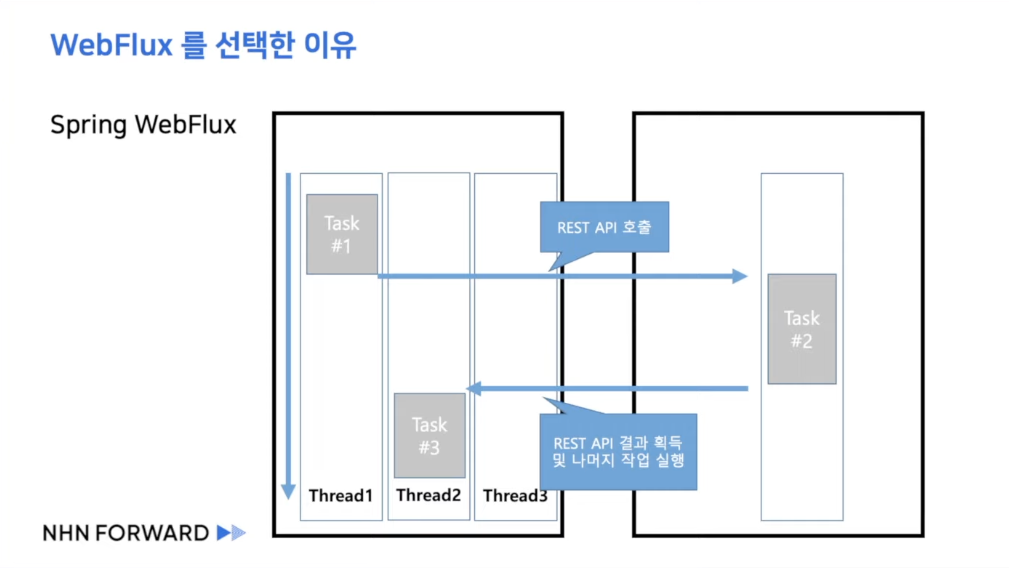 WebFlux 를 선택한 이유
Spring WebFlux
Task
#1
REST API 호출
Task
#2
Task
#3
REST API 결과 획득
및 나머지 작업 실행
Thread1
Thread2
Thread3
NHN FORWARD